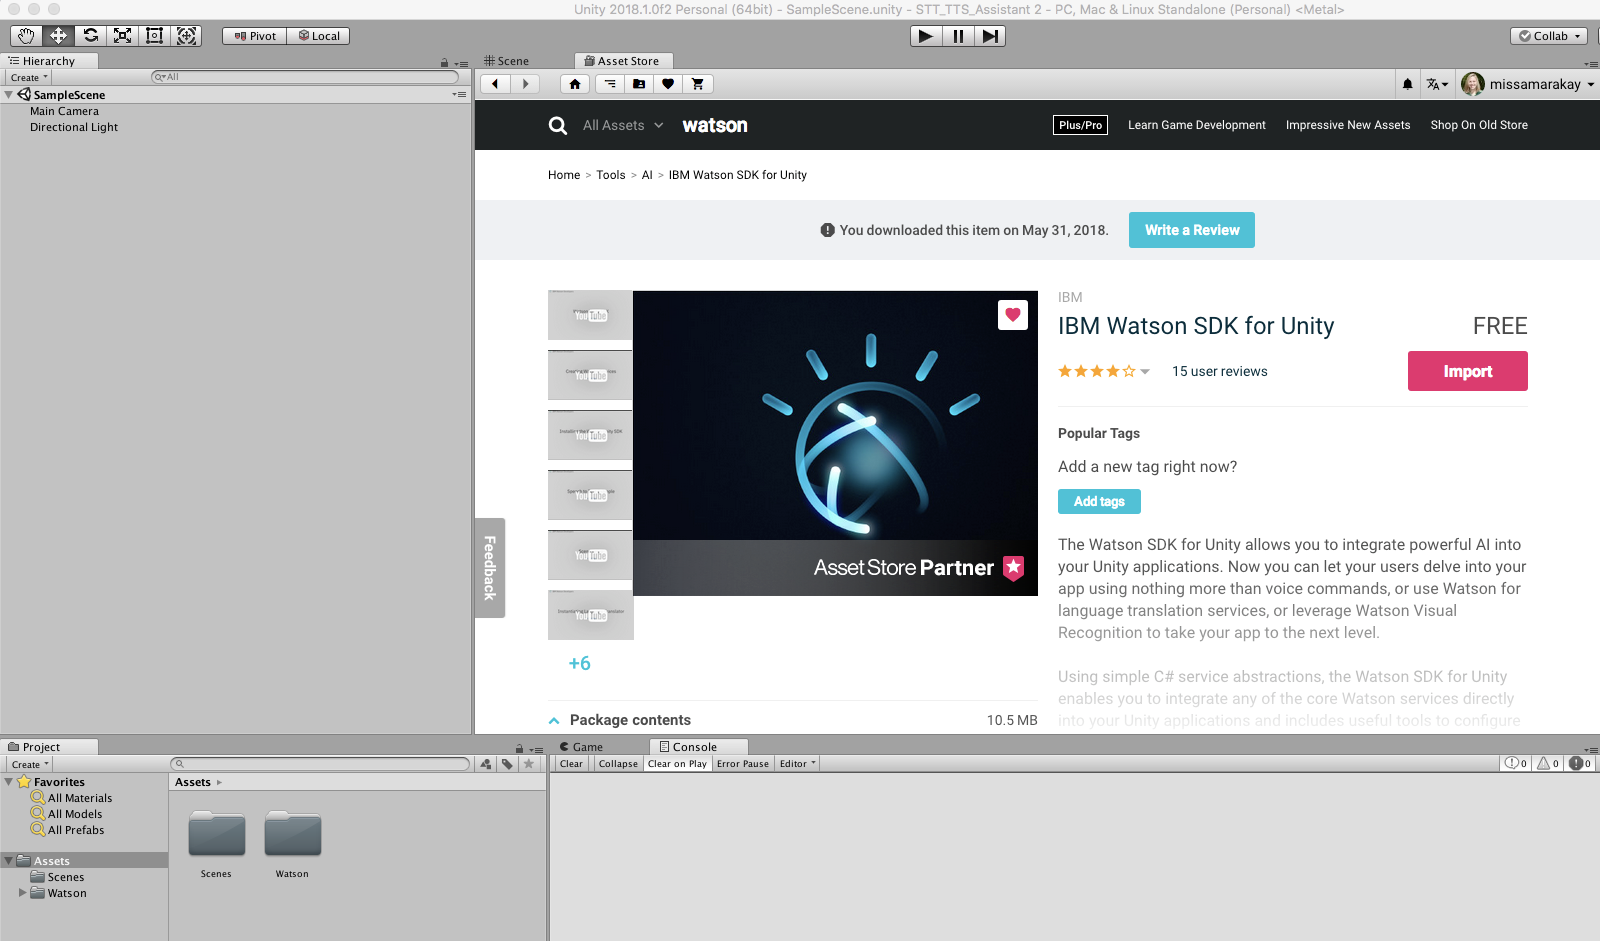 Unity 2018.1.0f2 Personal (64bit) - SampleScene.unity - STT_TTS_Assistant 2 - PC, Mac & Linux Standalone (Personal) <Metal>
Pivot Local
Collab
Hierarchy
Create All
SampleScene
Main Camera
Directional Light
Scene Asset Store
missamarakay
All Assets watson Plus/Pro Learn Game Development Impressive New Assets Shop On Old Store
Home > Tools > AI > IBM Watson SDK for Unity
You downloaded this item on May 31, 2018. Write a Review
YouTube
YouTube
YouTube
YouTube
YouTube
YouTube
+6
Asset Store Partner
Feedback
IBM
IBM Watson SDK for Unity FREE
15 user reviews Import
Popular Tags
Add a new tag right now?
Add tags
The Watson SDK for Unity allows you to integrate powerful AI into
your Unity applications. Now you can let your users delve into your
app using nothing more than voice commands, or use Watson for
language translation services, or leverage Watson Visual
Recognition to take your app to the next level.
Using simple C# service abstractions, the Watson SDK for Unity
enables you to integrate any of the core Watson services directly
into your Unity applications and includes useful tools to configure
Package contents 10.5 MB
Project
Create
Favorites
All Materials
All Models
All Prefabs
Assets
Scenes
Watson
Assets
Scenes Watson
Game Console
Clear Collapse Clear on Play Error Pause Editor 0 0 0